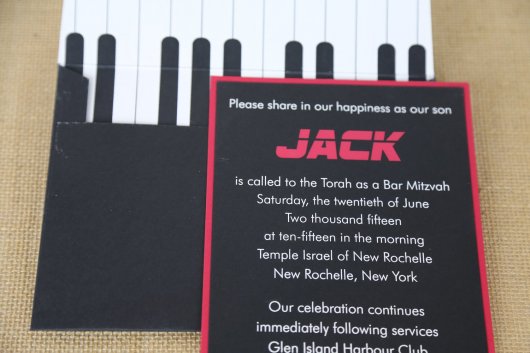 Please share in our happiness as our son
JACK
is called to the Torah as a Bar Mitzvah
Saturday, the twentieth of June
Two thousand fifteen
at ten-fifteen in the morning
Temple Israel of New Rochelle
New Rochelle, New York
Our celebration continues
immediately following services
Glen Island Harbour Club